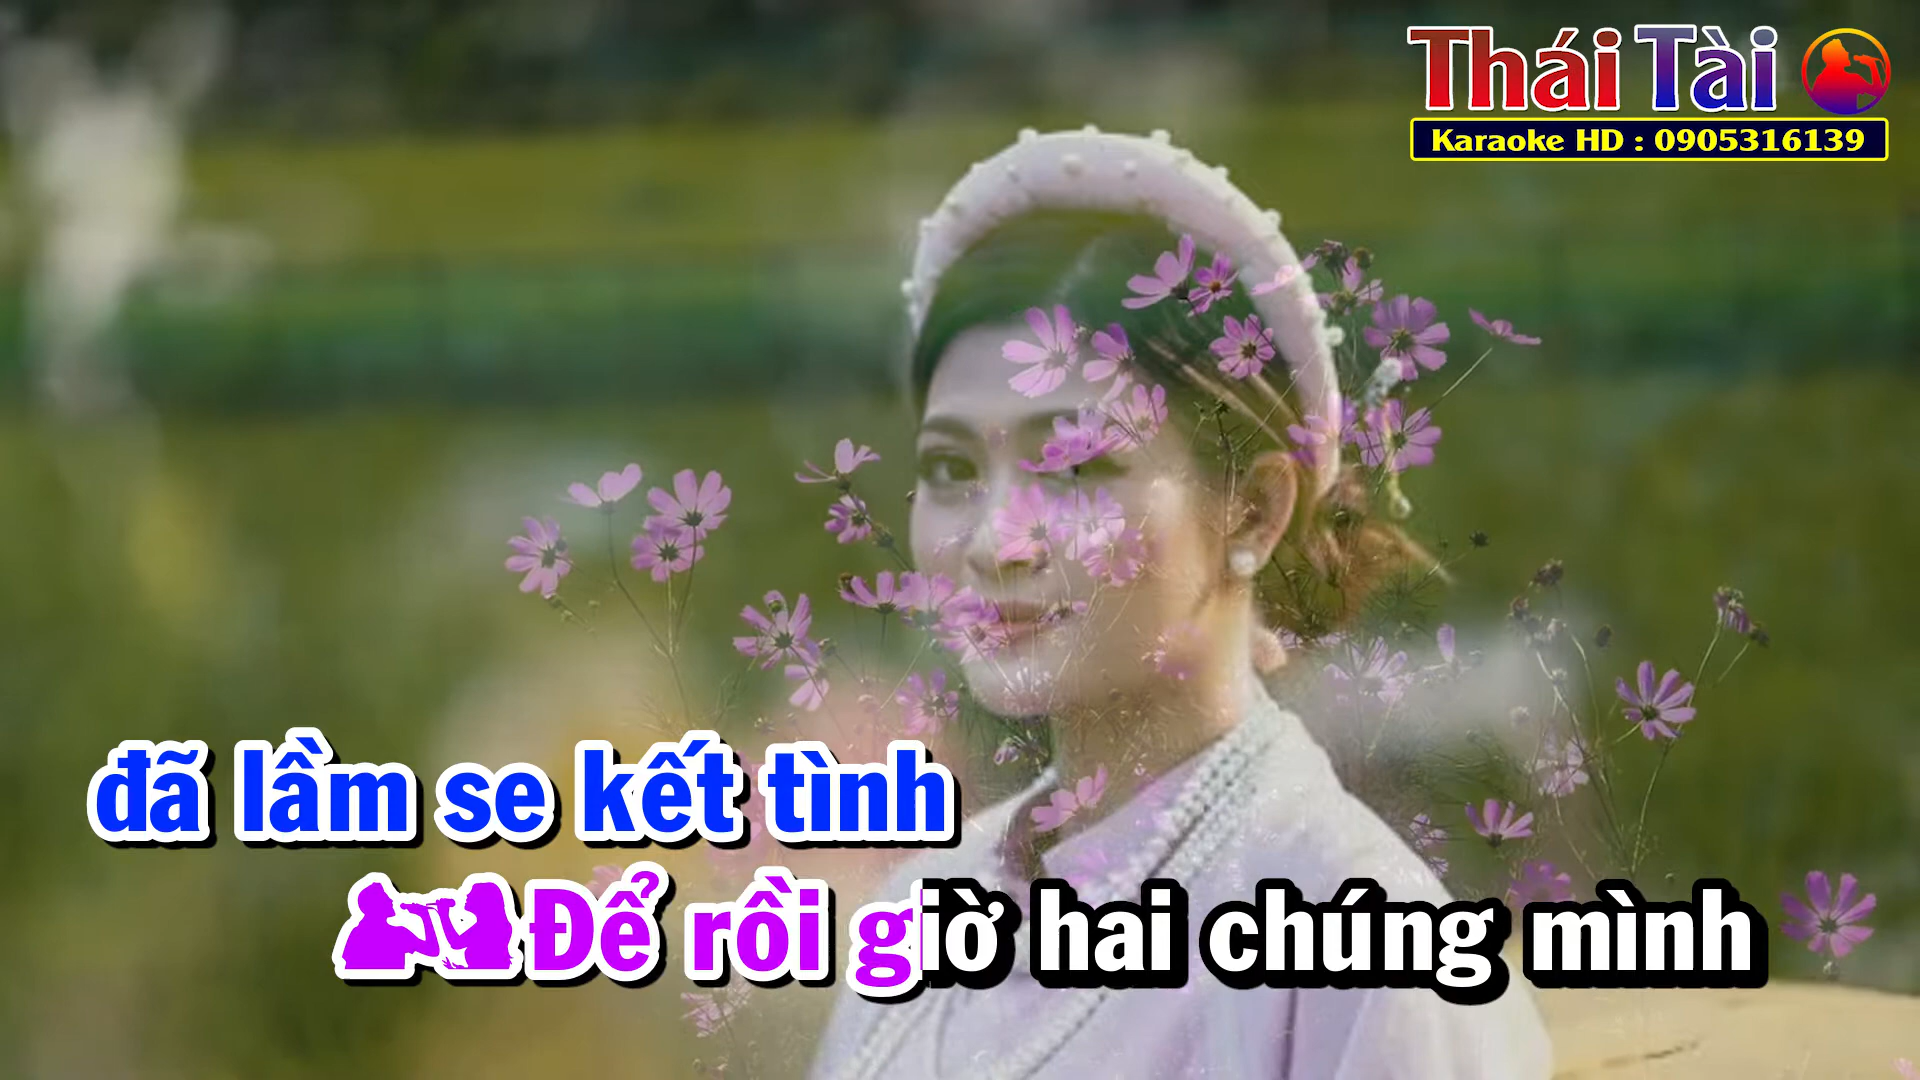 Thái Tài
Karaoke HD : 0905316139
đã lầm se kết tình
Để rồi giờ hai chúng mình